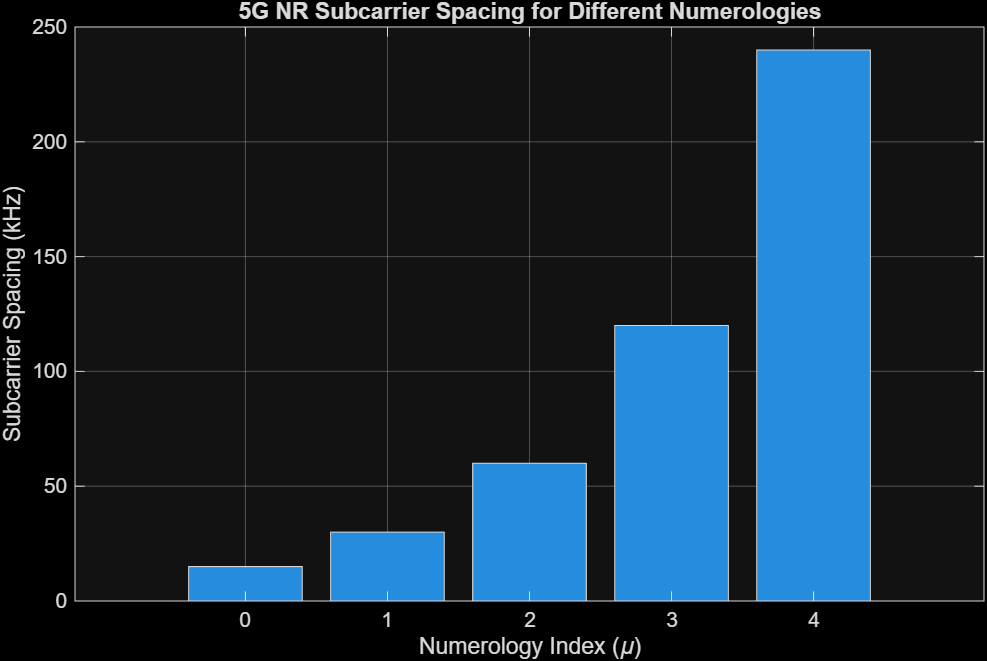 5G NR Subcarrier Spacing for Different Numerologies
250
200
150
100
50
0
Subcarrier Spacing (kHz)
0 1 2 3 4
Numerology Index (μ)